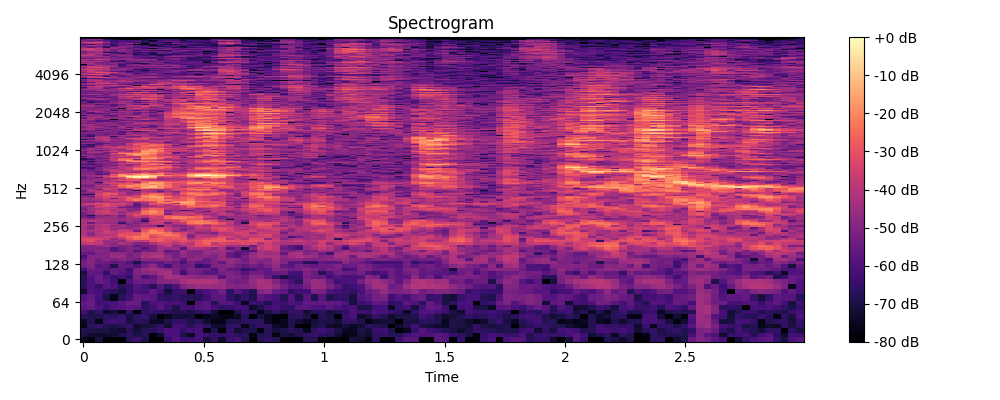 Spectrogram
4096
2048
1024
512
256
128
64
0
Hz
0
0.5
1
1.5
2
2.5
Time
+0 dB
-10 dB
-20 dB
-30 dB
-40 dB
-50 dB
-60 dB
-70 dB
-80 dB